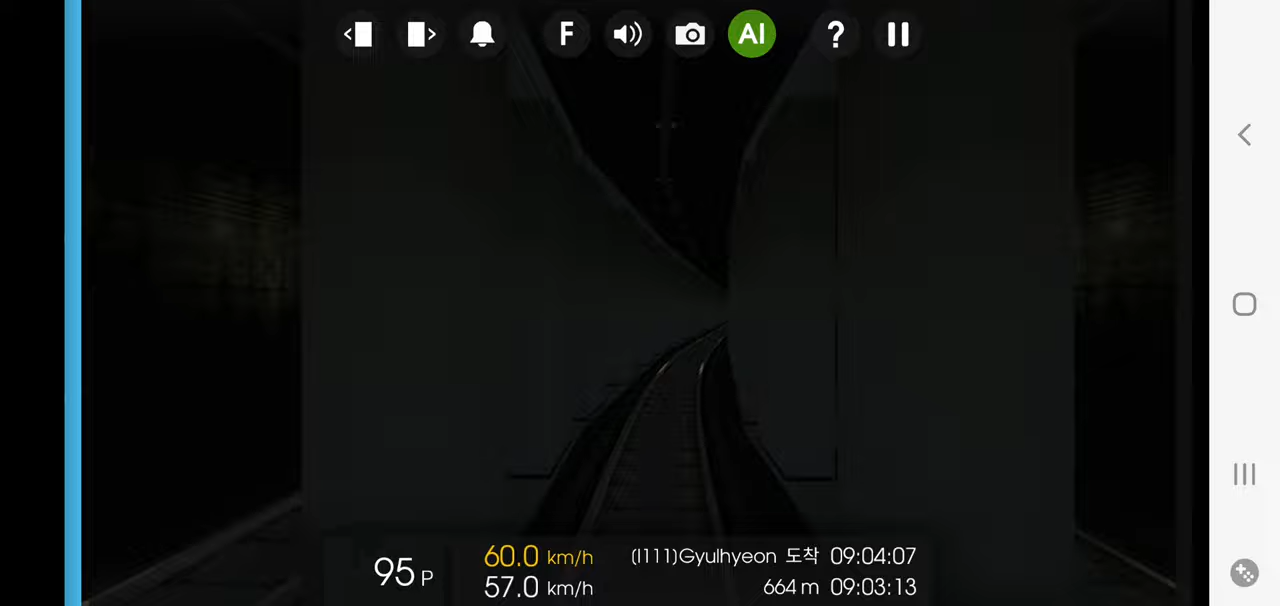 F
AI
?
95 P
60.0 km/h
57.0 km/h
(I111)Gyulhyeon 도착 09:04:07
664 m 09:03:13